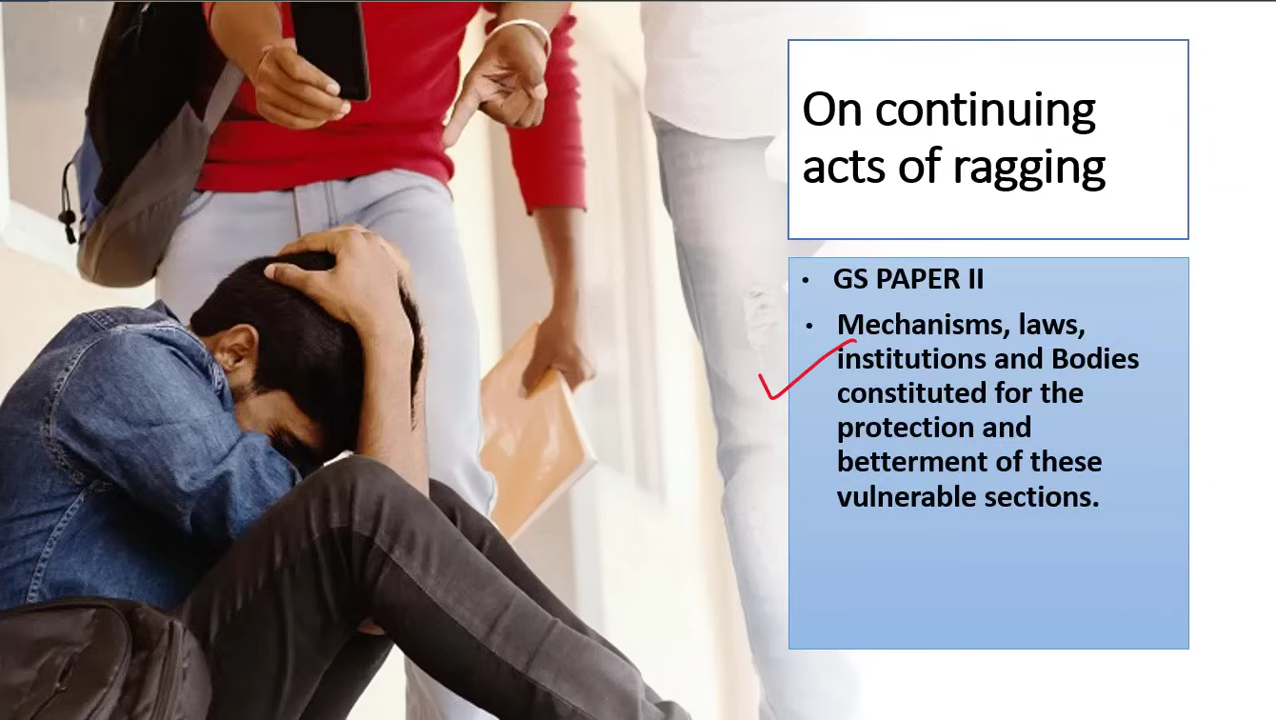 On continuing
acts of ragging
• GS PAPER II
• Mechanisms, laws,
institutions and Bodies
constituted for the
protection and
betterment of these
vulnerable sections.